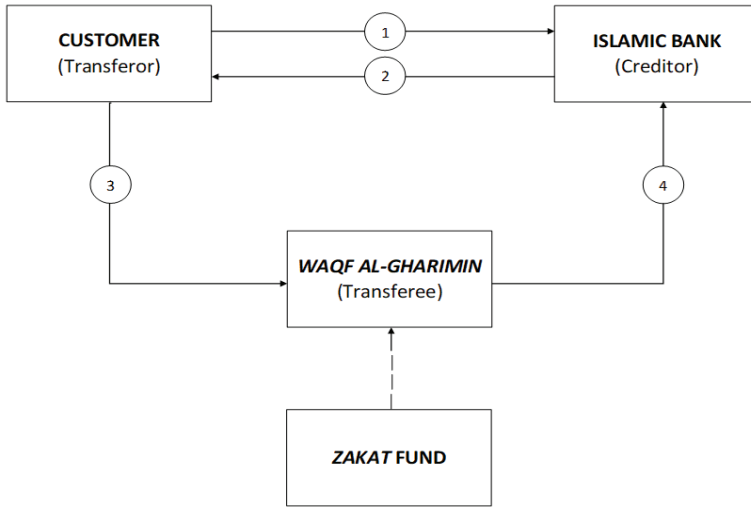 CUSTOMER
(Transferor)
1
2
ISLAMIC BANK
(Creditor)
3
4
WAQF AL-GHARIMIN
(Transferee)
ZAKAT FUND